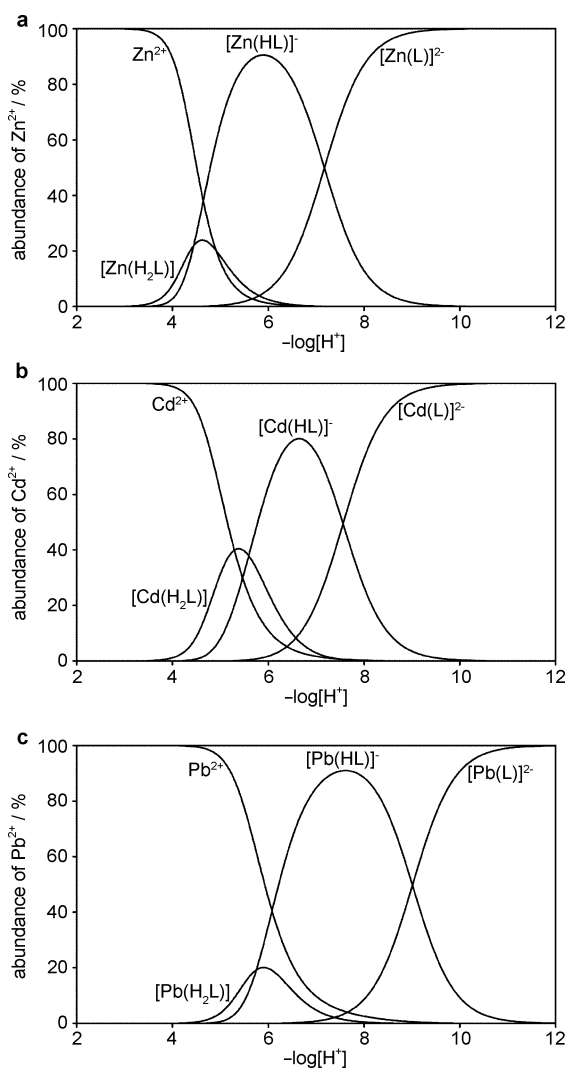 a
100
80
60
40
20
0
abundance of Zn²⁺ / %
Zn²⁺
[Zn(HL)]⁻
[Zn(L)]²⁻
[Zn(H₂L)]
2 4 6 8 10 12
–log[H⁺]
b
100
80
60
40
20
0
abundance of Cd²⁺ / %
Cd²⁺
[Cd(HL)]⁻
[Cd(L)]²⁻
[Cd(H₂L)]
2 4 6 8 10 12
–log[H⁺]
c
100
80
60
40
20
0
abundance of Pb²⁺ / %
Pb²⁺
[Pb(HL)]⁻
[Pb(L)]²⁻
[Pb(H₂L)]
2 4 6 8 10 12
–log[H⁺]